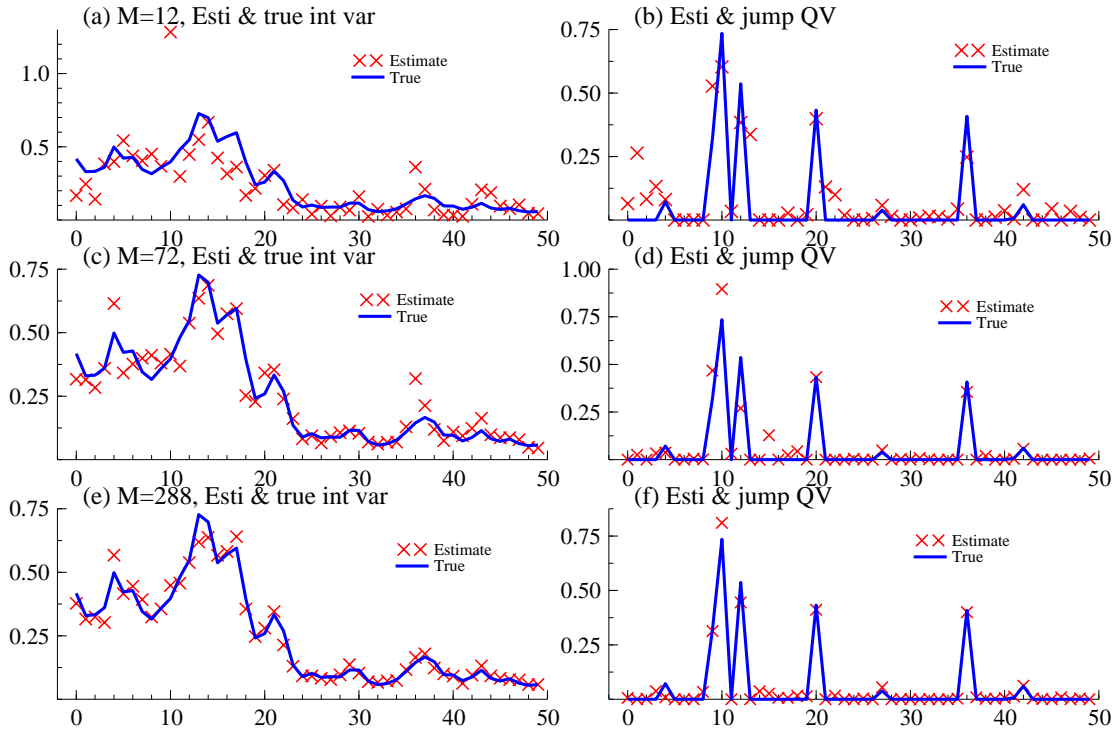 (a) M=12, Esti & true int var
(b) Esti & jump QV
1.0
0.5
Estimate
True
0 10 20 30 40 50
0.75
0.50
0.25
Estimate
True
0 10 20 30 40 50
(c) M=72, Esti & true int var
(d) Esti & jump QV
0.75
0.50
0.25
Estimate
True
0 10 20 30 40 50
1.00
0.75
0.50
0.25
Estimate
True
0 10 20 30 40 50
(e) M=288, Esti & true int var
(f) Esti & jump QV
0.75
0.50
0.25
Estimate
True
0 10 20 30 40 50
0.75
0.50
0.25
Estimate
True
0 10 20 30 40 50